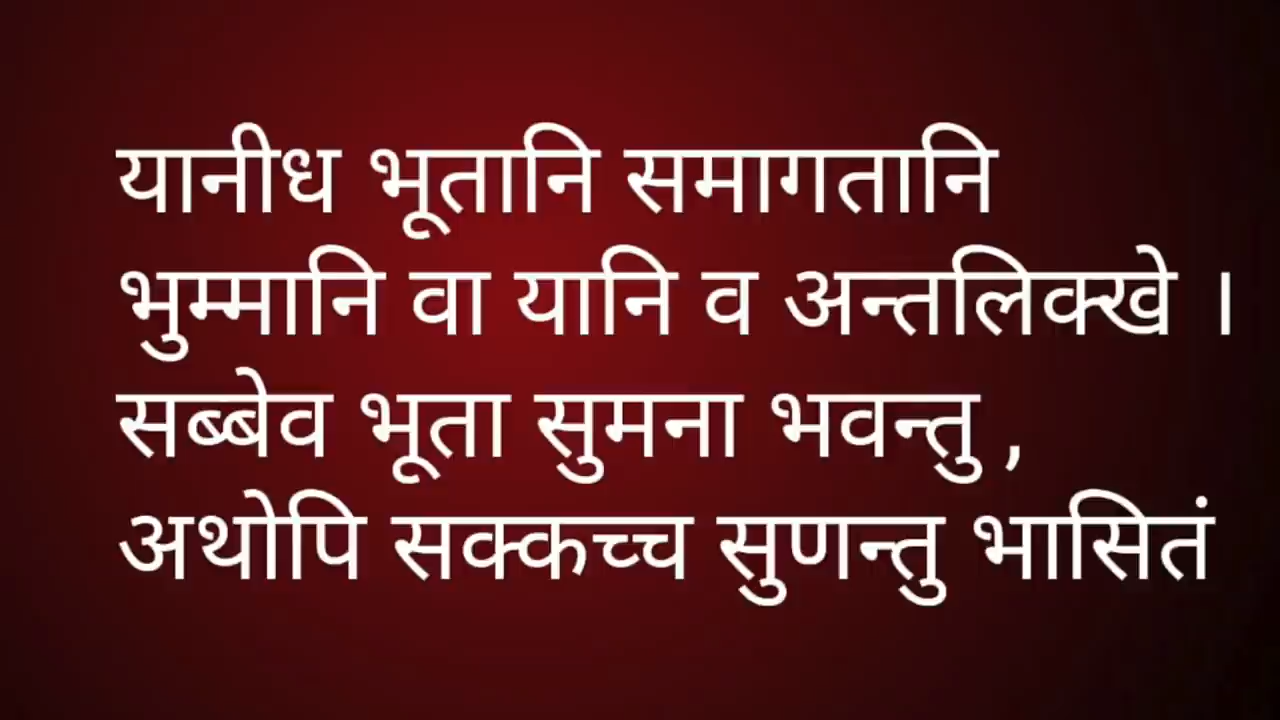 यानीध भूतानि समागतानि
भुम्मानि वा यानि व अन्तलिक्खे ।
सब्बेव भूता सुमना भवन्तु ,
अथोपि सक्कच्च सुणन्तु भासितं